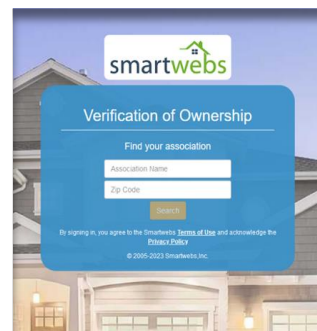 smartwebs
Verification of Ownership
Find your association
Association Name
Zip Code
Search
By signing in, you agree to the Smartwebs Terms of Use and acknowledge the
Privacy Policy
© 2005-2023 Smartwebs,Inc.